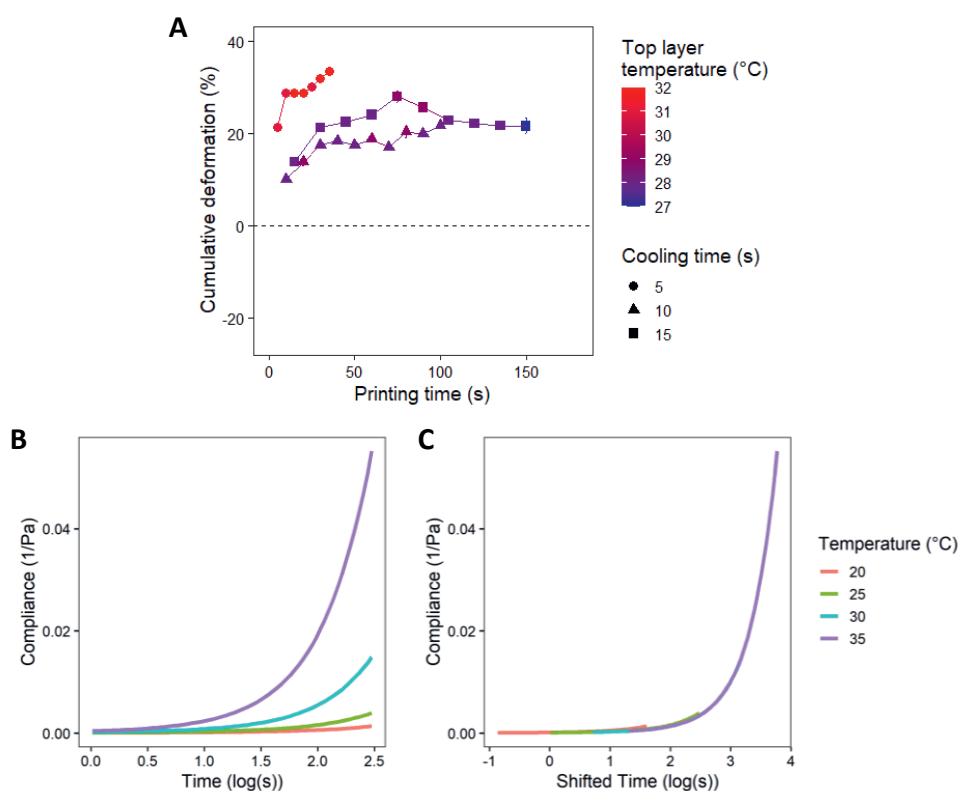 A
Cumulative deformation (%)
40
20
0
-20
0 50 100 150
Printing time (s)
Top layer
temperature (°C)
32
31
30
29
28
27
Cooling time (s)
5
10
15
B
Compliance (1/Pa)
0.04
0.02
0.00
0.0 0.5 1.0 1.5 2.0 2.5
Time (log(s))
C
Compliance (1/Pa)
0.04
0.02
0.00
-1 0 1 2 3 4
Shifted Time (log(s))
Temperature (°C)
20
25
30
35